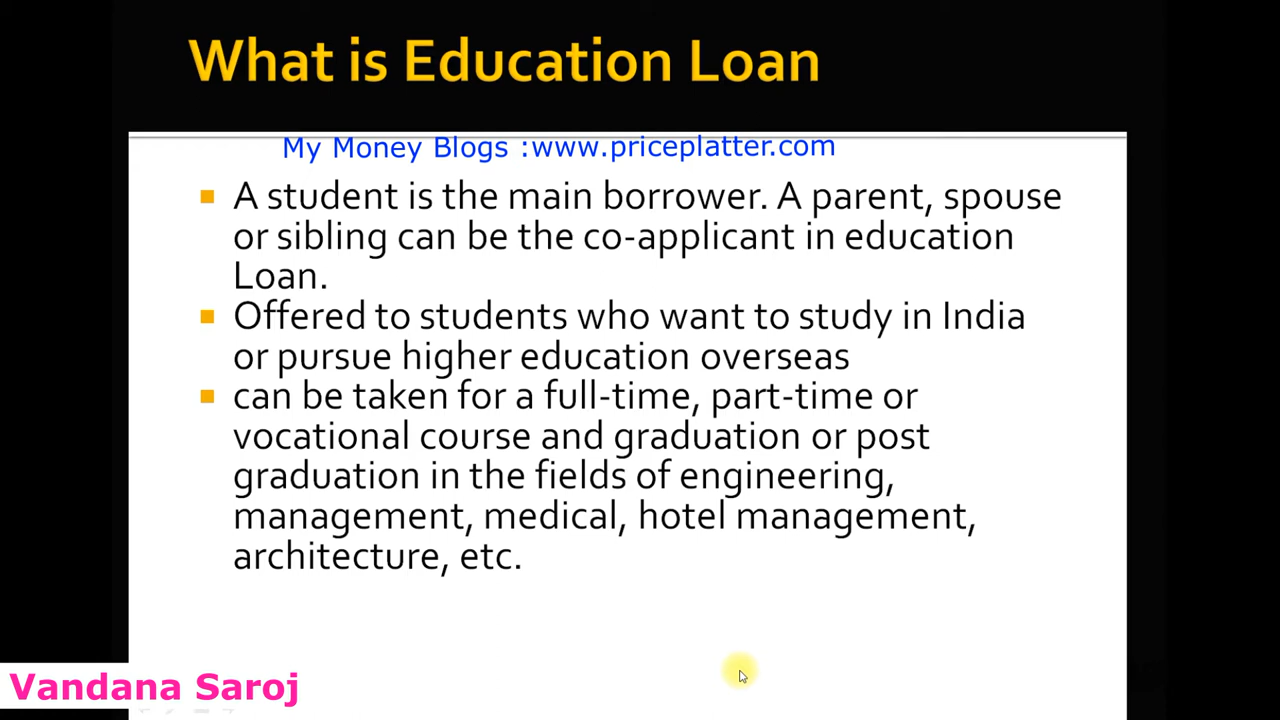 What is Education Loan
My Money Blogs :www.priceplatter.com
A student is the main borrower. A parent, spouse
or sibling can be the co-applicant in education
Loan.
Offered to students who want to study in India
or pursue higher education overseas
can be taken for a full-time, part-time or
vocational course and graduation or post
graduation in the fields of engineering,
management, medical, hotel management,
architecture, etc.
Vandana Saroj